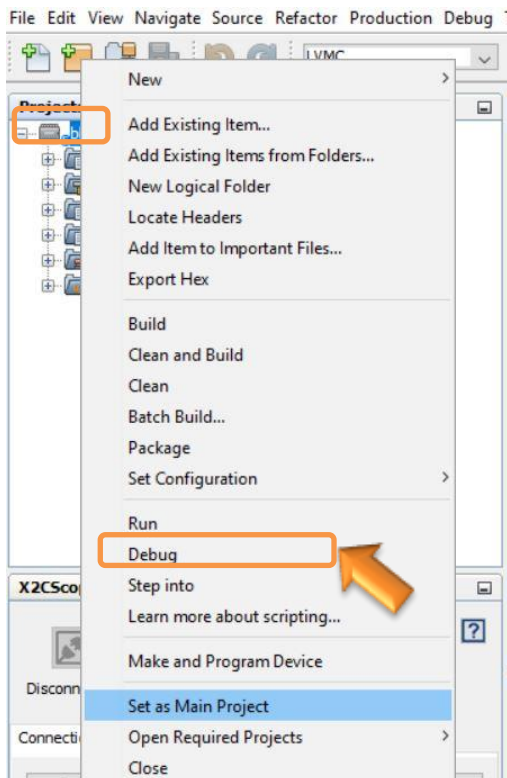 File Edit View Navigate Source Refactor Production Debug
LVMC
New
Add Existing Item...
Add Existing Items from Folders...
New Logical Folder
Locate Headers
Add Item to Important Files...
Export Hex
Build
Clean and Build
Clean
Batch Build...
Package
Set Configuration
Run
Debug
Step into
Learn more about scripting...
Make and Program Device
Set as Main Project
Open Required Projects
Close
Project
X2CSco
Disconn
Connecti